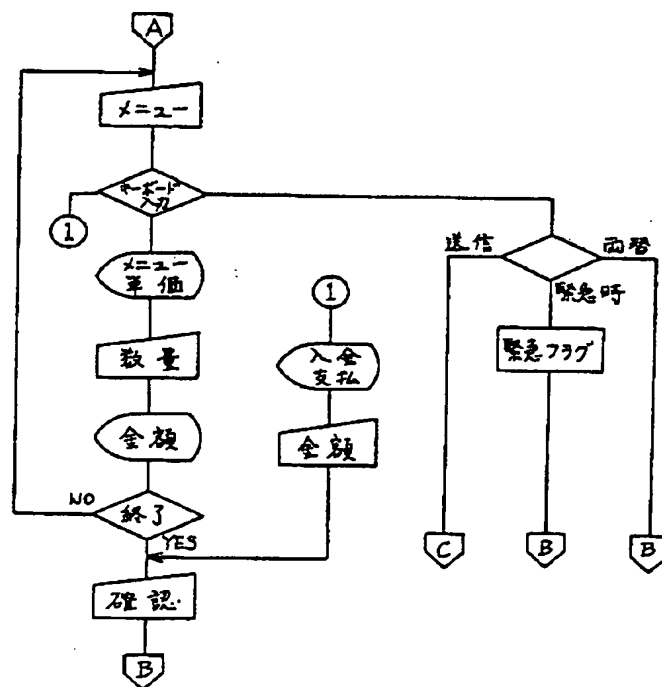 A
メニュー
キーボード
入力
1
送信
両替
緊急時
メニュー
単価
1
数量
入金
支払
緊急フラグ
金額
金額
NO
終了
YES
C
B
B
確認
B